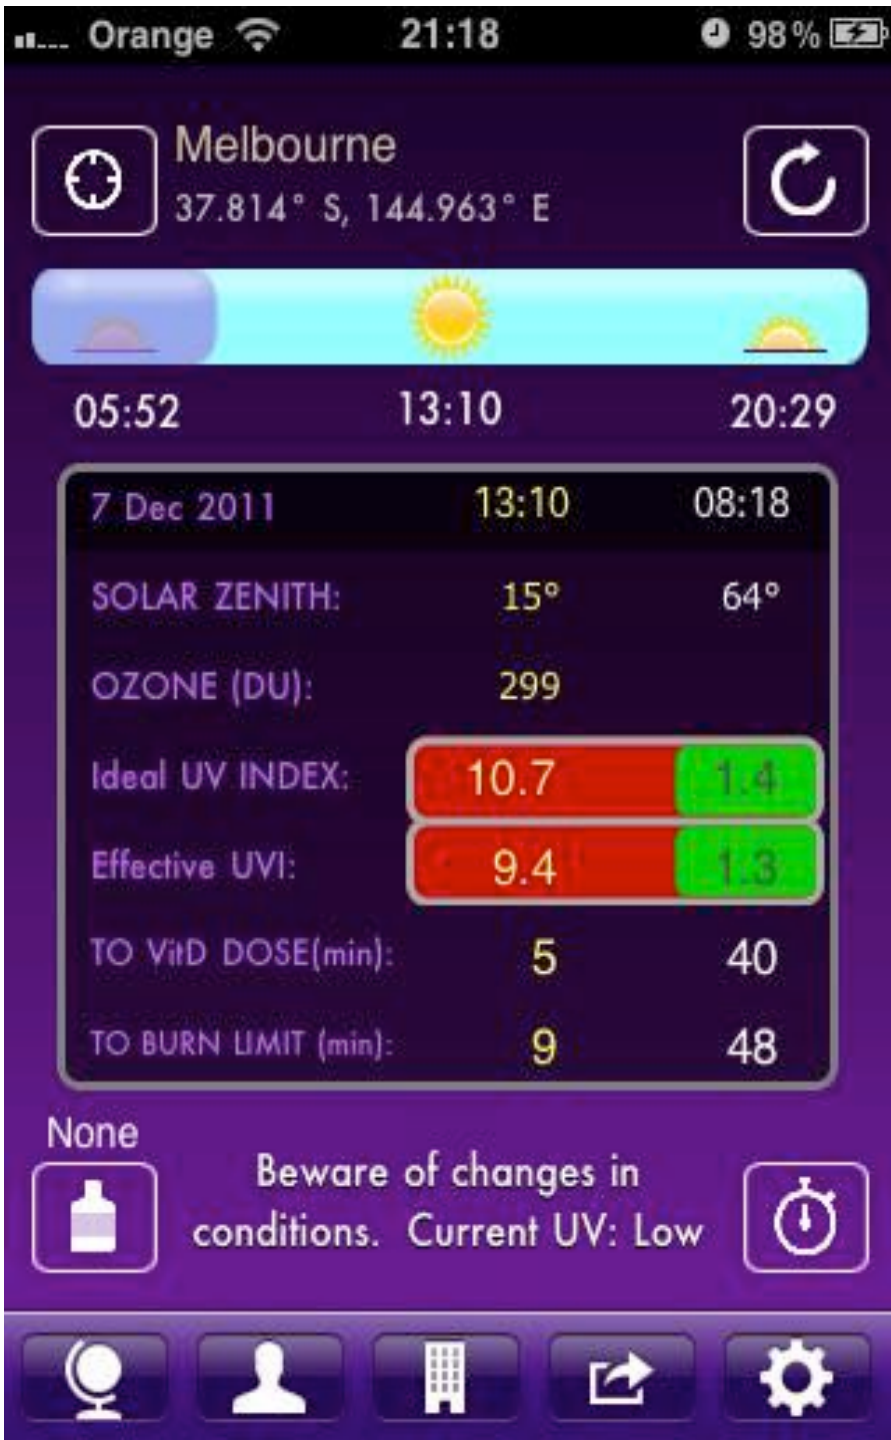 Orange 21:18 98%
Melbourne
37.814° S, 144.963° E
05:52 13:10 20:29
7 Dec 2011 13:10 08:18
SOLAR ZENITH: 15º 64º
OZONE (DU): 299
Ideal UV INDEX: 10.7 1.4
Effective UVI: 9.4 1.3
TO VitD DOSE(min): 5 40
TO BURN LIMIT (min): 9 48
None
Beware of changes in
conditions. Current UV: Low